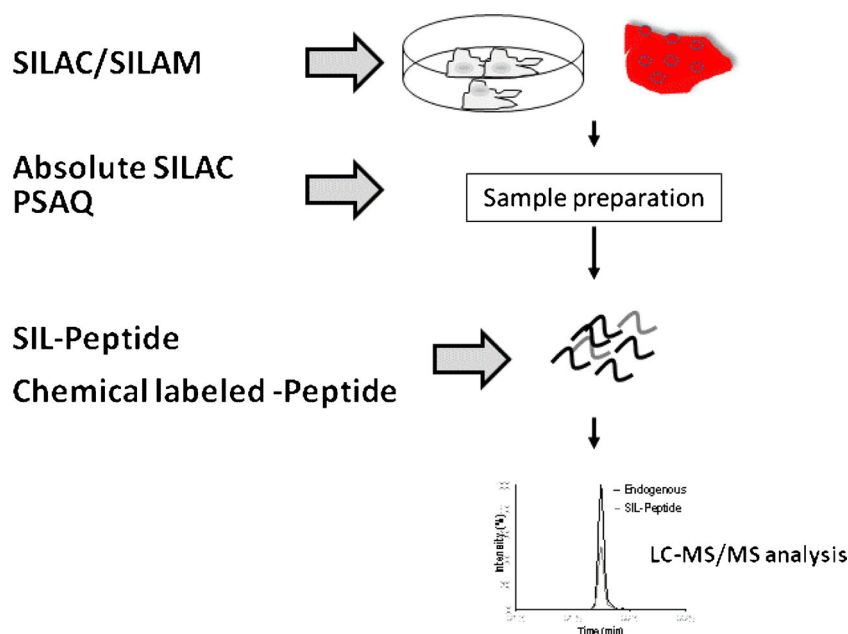 SILAC/SILAM
Absolute SILAC
PSAQ
Sample preparation
SIL-Peptide
Chemical labeled -Peptide
Endogenous
SIL-Peptide
Intensity (%)
LC-MS/MS analysis
Time (min)